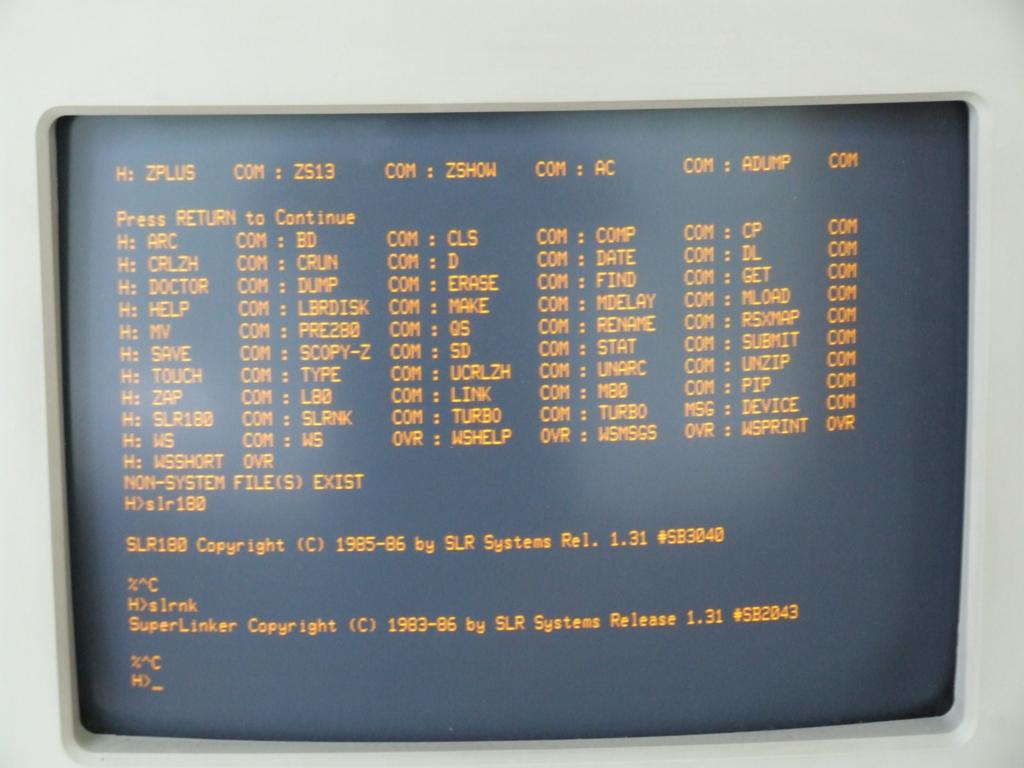 H: ZPLUS    COM : ZS13     COM : ZSHOW    COM : AC       COM : ADUMP    COM
Press RETURN to Continue
H: ARC      COM : BD       COM : CLS      COM : COMP     COM : CP       COM
H: CRLZH    COM : CRUN     COM : D        COM : DATE     COM : DL       COM
H: DOCTOR   COM : DUMP     COM : ERASE    COM : FIND     COM : GET      COM
H: HELP     COM : LBRDISK  COM : MAKE     COM : MDELAY   COM : MLOAD    COM
H: MV       COM : PRE280   COM : QS       COM : RENAME   COM : RSXMAP   COM
H: SAVE     COM : SCOPY-Z  COM : SD       COM : STAT     COM : SUBMIT   COM
H: TOUCH    COM : TYPE     COM : UCRLZH   COM : UNARC    COM : UNZIP    COM
H: ZAP      COM : L80      COM : LINK     COM : M80      COM : PIP      COM
H: SLR180   COM : SLRNK    COM : TURBO    COM : TURBO    MSG : DEVICE   COM
H: WS       COM : WS       OVR : WSHELP   OVR : WSMSGS   OVR : WSPRINT  OVR
H: WSSHORT  OVR
NON-SYSTEM FILE(S) EXIST
H>slr180
SLR180 Copyright (C) 1985-86 by SLR Systems Rel. 1.31 #SB3040
%^C
H>slrnk
SuperLinker Copyright (C) 1983-86 by SLR Systems Release 1.31 #SB2043
%^C
H>_